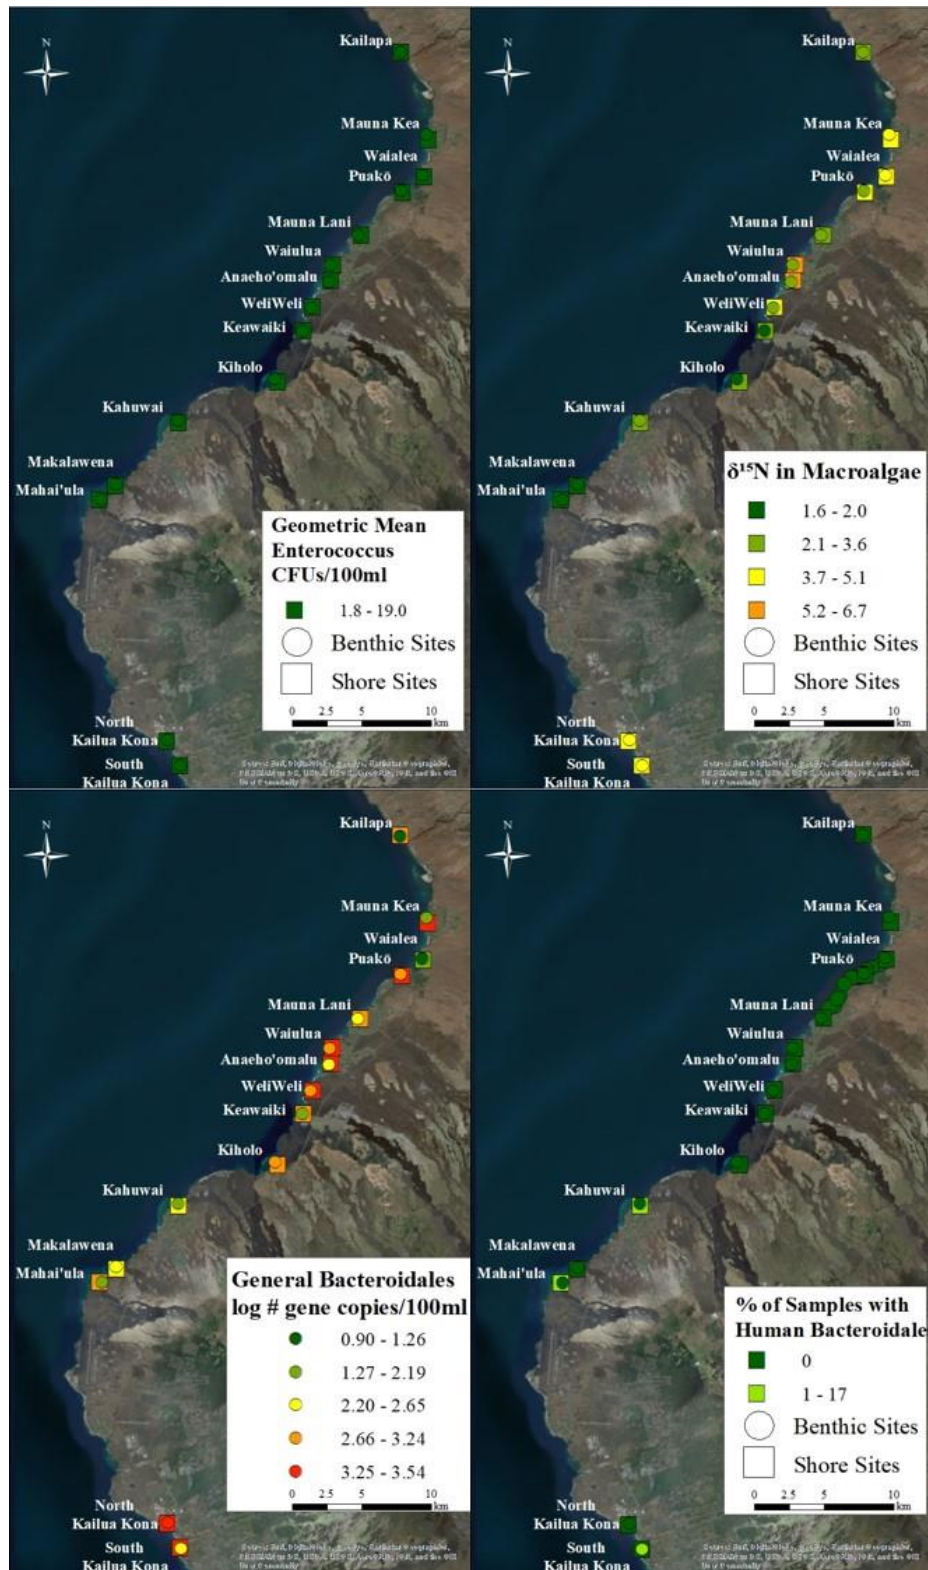 N
Kailapa
Mauna Kea
Waialea
Puakō
Mauna Lani
Waiulua
Anaeho'omalu
WeliWeli
Keawaiki
Kiholo
Kahuwai
Makalawena
Mahai'ula
Geometric Mean
Enterococcus
CFUs/100ml
1.8 - 19.0
Benthic Sites
Shore Sites
0 2.5 5 10
km
North
Kailua Kona
South
Kailua Kona
N
Kailapa
Mauna Kea
Waialea
Puakō
Mauna Lani
Waiulua
Anaeho'omalu
WeliWeli
Keawaiki
Kiholo
Kahuwai
Makalawena
Mahai'ula
δ¹⁵N in Macroalgae
1.6 - 2.0
2.1 - 3.6
3.7 - 5.1
5.2 - 6.7
Benthic Sites
Shore Sites
0 2.5 5 10
km
North
Kailua Kona
South
Kailua Kona
N
Kailapa
Mauna Kea
Waialea
Puakō
Mauna Lani
Waiulua
Anaeho'omalu
WeliWeli
Keawaiki
Kiholo
Kahuwai
Makalawena
Mahai'ula
General Bacteroidales
log # gene copies/100ml
0.90 - 1.26
1.27 - 2.19
2.20 - 2.65
2.66 - 3.24
3.25 - 3.54
0 2.5 5 10
km
North
Kailua Kona
South
Kailua Kona
N
Kailapa
Mauna Kea
Waialea
Puakō
Mauna Lani
Waiulua
Anaeho'omalu
WeliWeli
Keawaiki
Kiholo
Kahuwai
Makalawena
Mahai'ula
% of Samples with
Human Bacteroidale
0
1 - 17
Benthic Sites
Shore Sites
0 2.5 5 10
km
North
Kailua Kona
South
Kailua Kona